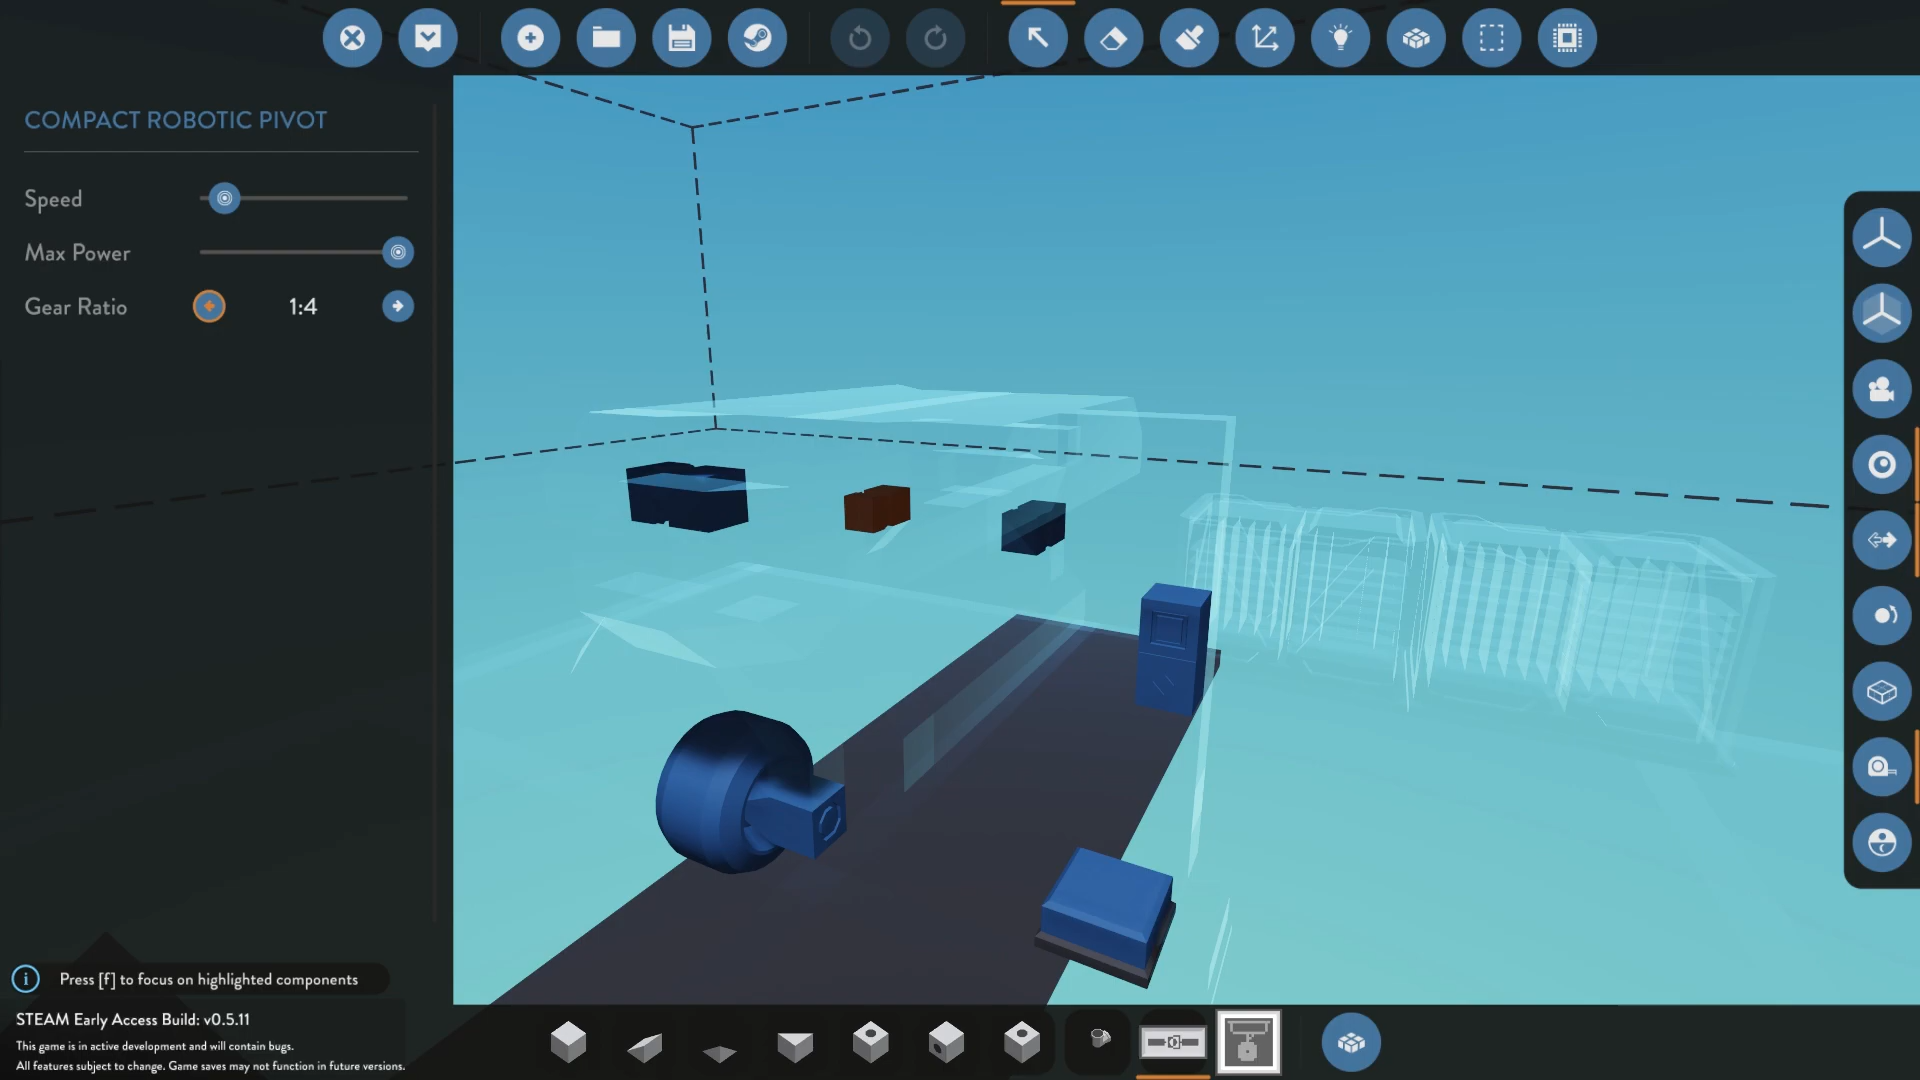 COMPACT ROBOTIC PIVOT
Speed
Max Power
Gear Ratio 1:4
Press [f] to focus on highlighted components
STEAM Early Access Build: v0.5.11
This game is in active development and will contain bugs.
All features subject to change. Game saves may not function in future versions.